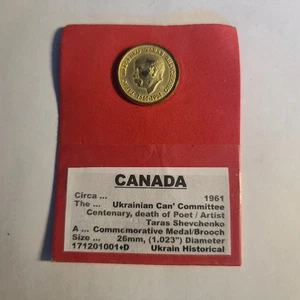 CANADA
Circa ... 1961
The ... Ukrainian Can' Committee
Centenary, death of Poet / Artist
Taras Shevchenko
A ... Commemorative Medal/Brooch
Size ... 26mm, (1.023") Diameter
171201001+D Ukrain Historical